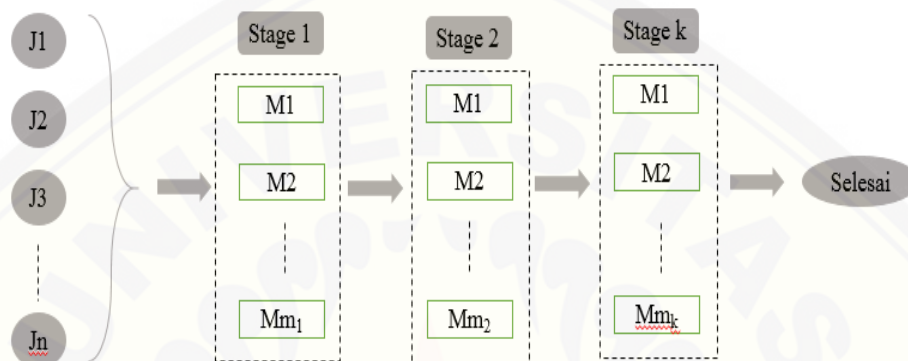 J1
J2
J3
Jn
Stage 1
M1
M2
Mm₁
Stage 2
M1
M2
Mm₂
Stage k
M1
M2
Mmₖ
Selesai
UNIVERSITAS